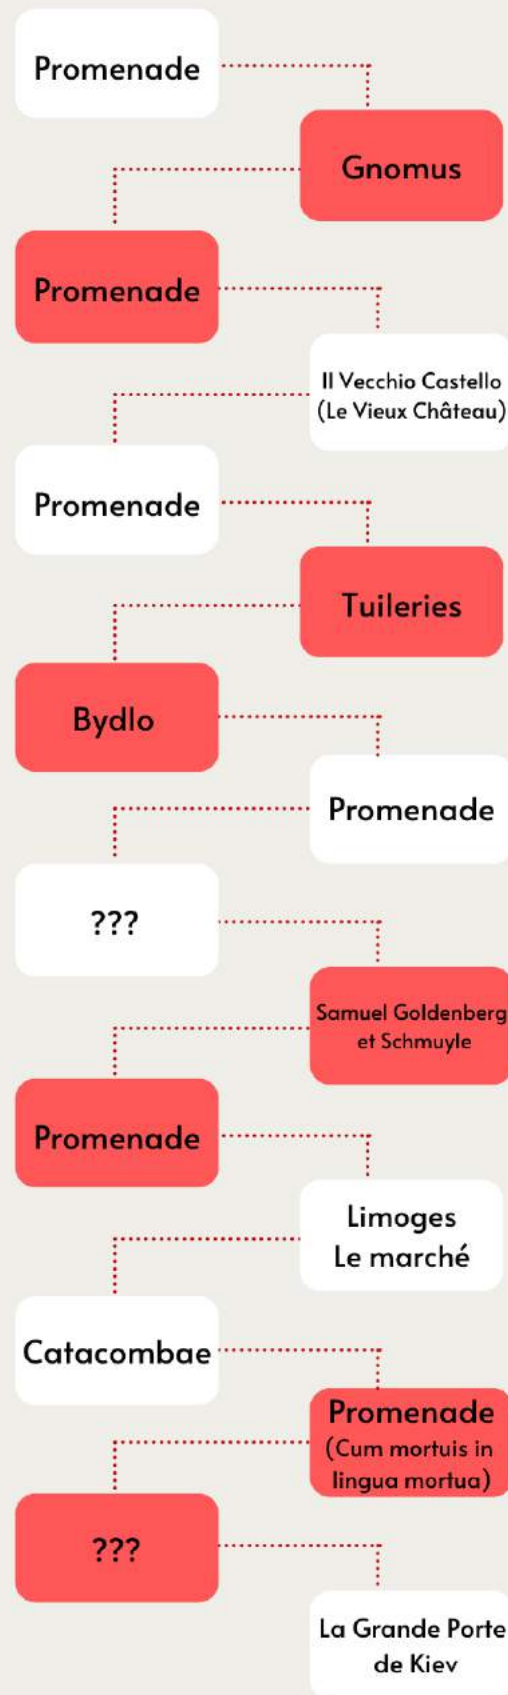 Promenade
Gnomus
Promenade
Il Vecchio Castello
(Le Vieux Château)
Promenade
Tuileries
Bydlo
Promenade
???
Samuel Goldenberg
et Schmuyle
Promenade
Limoges
Le marché
Catacombae
Promenade
(Cum mortuis in
lingua mortua)
???
La Grande Porte
de Kiev